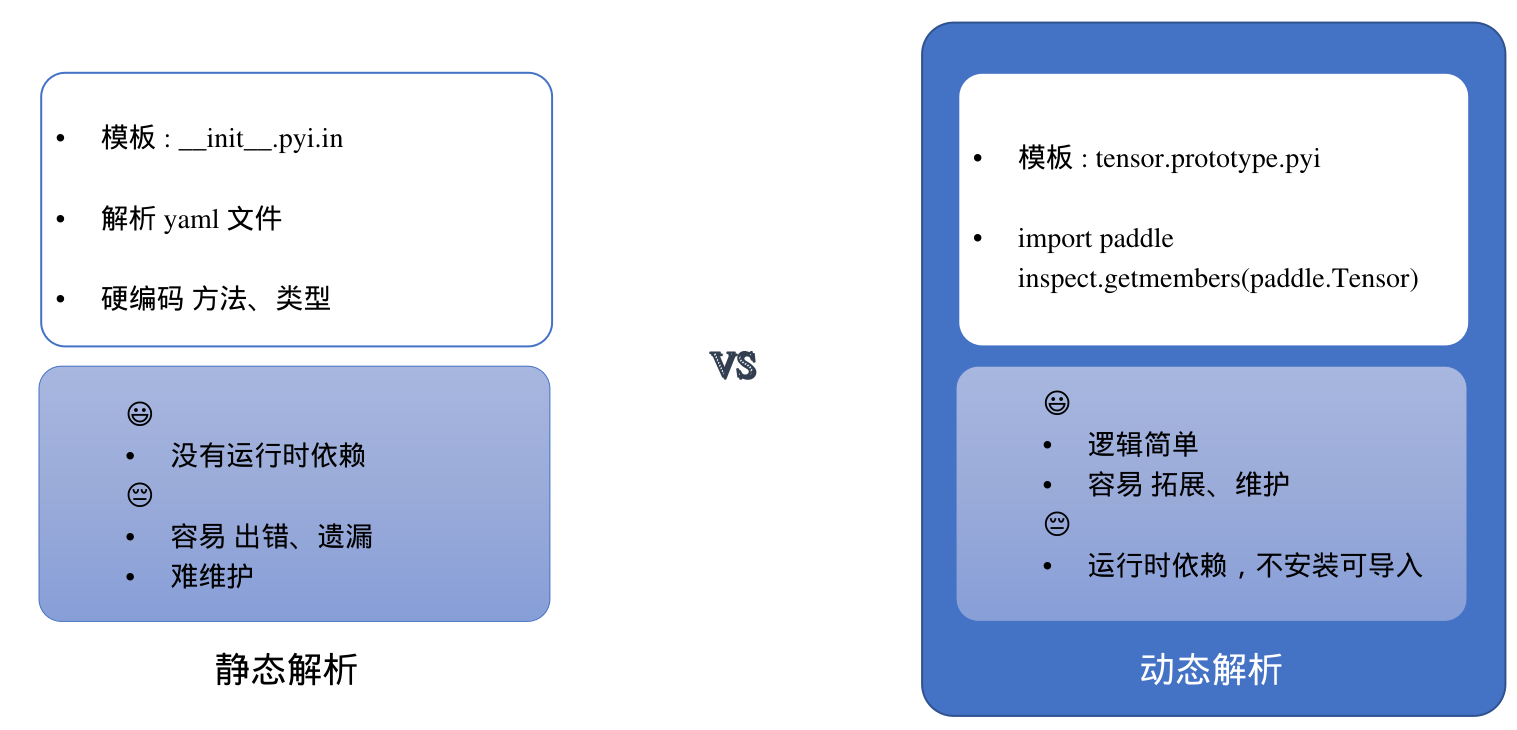 • 模板 : __init__.pyi.in
• 解析 yaml 文件
• 硬编码 方法、类型
😃
• 没有运行时依赖
😔
• 容易 出错、遗漏
• 难维护
静态解析
VS
• 模板 : tensor.prototype.pyi
• import paddle
inspect.getmembers(paddle.Tensor)
😃
• 逻辑简单
• 容易 拓展、维护
😔
• 运行时依赖，不安装可导入
动态解析